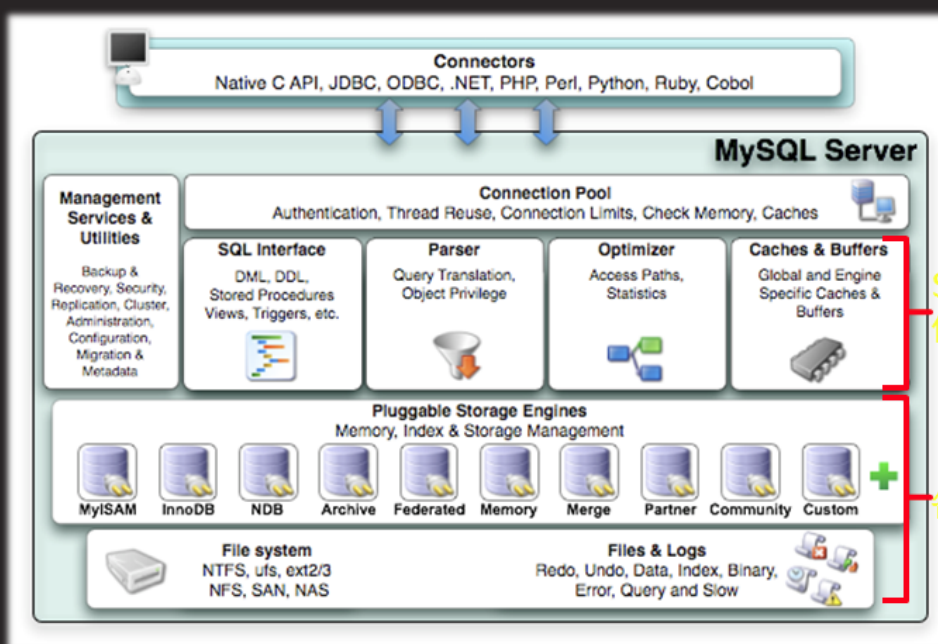 Connectors
Native C API, JDBC, ODBC, .NET, PHP, Perl, Python, Ruby, Cobol
MySQL Server
Management
Services &
Utilities
Backup &
Recovery, Security,
Replication, Cluster,
Administration,
Configuration,
Migration &
Metadata
Connection Pool
Authentication, Thread Reuse, Connection Limits, Check Memory, Caches
SQL Interface
DML, DDL,
Stored Procedures
Views, Triggers, etc.
Parser
Query Translation,
Object Privilege
Optimizer
Access Paths,
Statistics
Caches & Buffers
Global and Engine
Specific Caches &
Buffers
Pluggable Storage Engines
Memory, Index & Storage Management
MyISAM InnoDB NDB Archive Federated Memory Merge Partner Community Custom
File system
NTFS, ufs, ext2/3
NFS, SAN, NAS
Files & Logs
Redo, Undo, Data, Index, Binary,
Error, Query and Slow